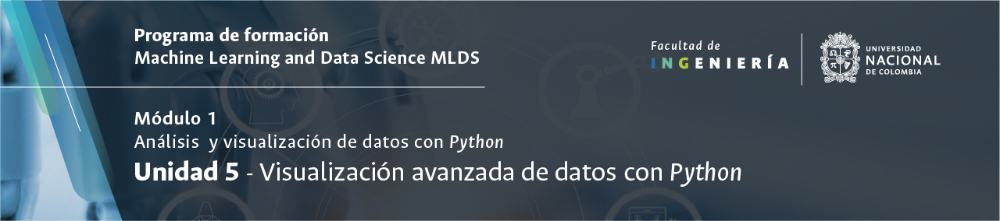 Programa de formación
Machine Learning and Data Science MLDS
Facultad de
INGENIERÍA
UNIVERSIDAD
NACIONAL
DE COLOMBIA
Módulo 1
Análisis y visualización de datos con Python
Unidad 5 - Visualización avanzada de datos con Python